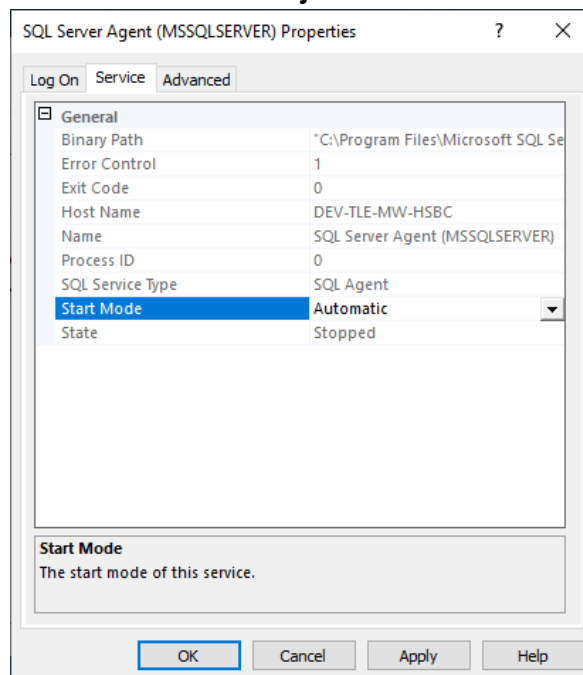 SQL Server Agent (MSSQLSERVER) Properties ?
Log On Service Advanced
General
Binary Path "C:\Program Files\Microsoft SQL Se
Error Control 1
Exit Code 0
Host Name DEV-TLE-MW-HSBC
Name SQL Server Agent (MSSQLSERVER)
Process ID 0
SQL Service Type SQL Agent
Start Mode Automatic
State Stopped
Start Mode
The start mode of this service.
OK Cancel Apply Help